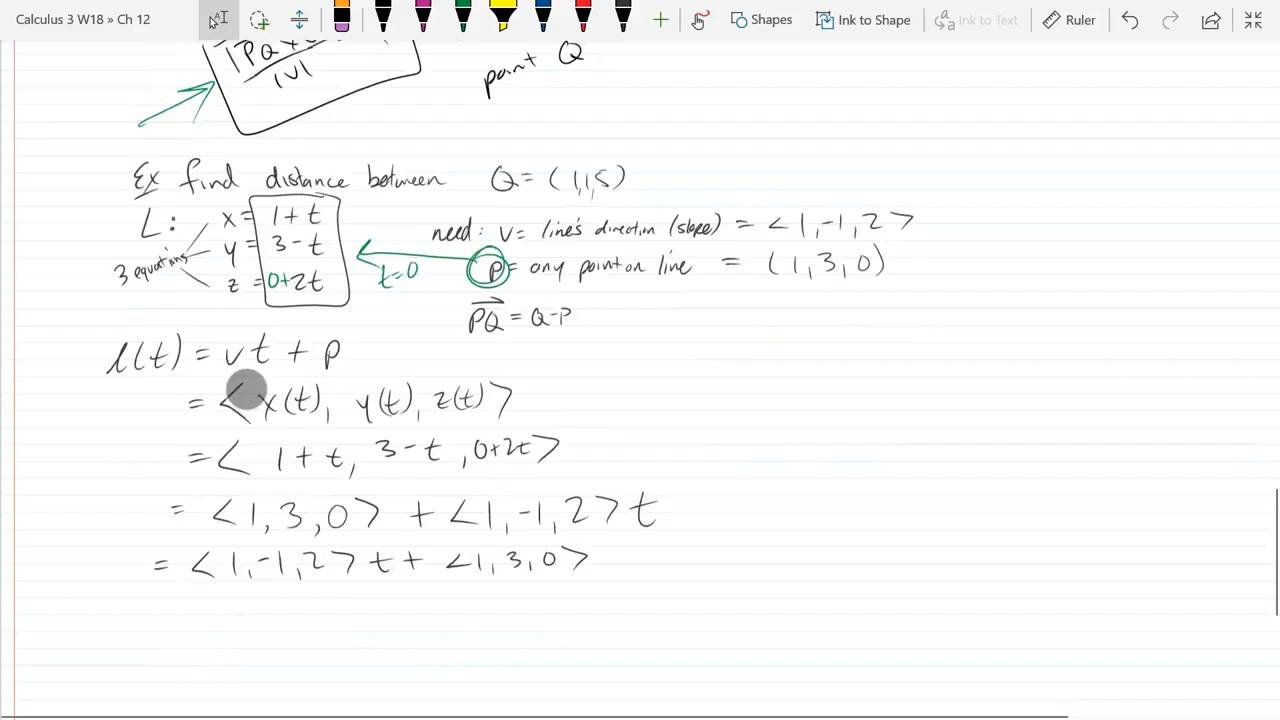 Calculus 3 W18 » Ch 12
Shapes
Ink to Shape
Ink to Text
Ruler
|PQ
|v|
point Q
Ex find distance between Q = (1,1,5)
L: x = 1+t
y = 3-t
z = 0+2t
3 equations
t=0
need: v = line's direction (slope) = <1,-1,2>
p = any point on line = (1,3,0)
PQ = Q-P
l(t) = vt + p
= < x(t), y(t), z(t) >
= < 1+t, 3-t, 0+2t >
= <1,3,0> + <1,-1,2> t
= <1,-1,2> t + <1,3,0>